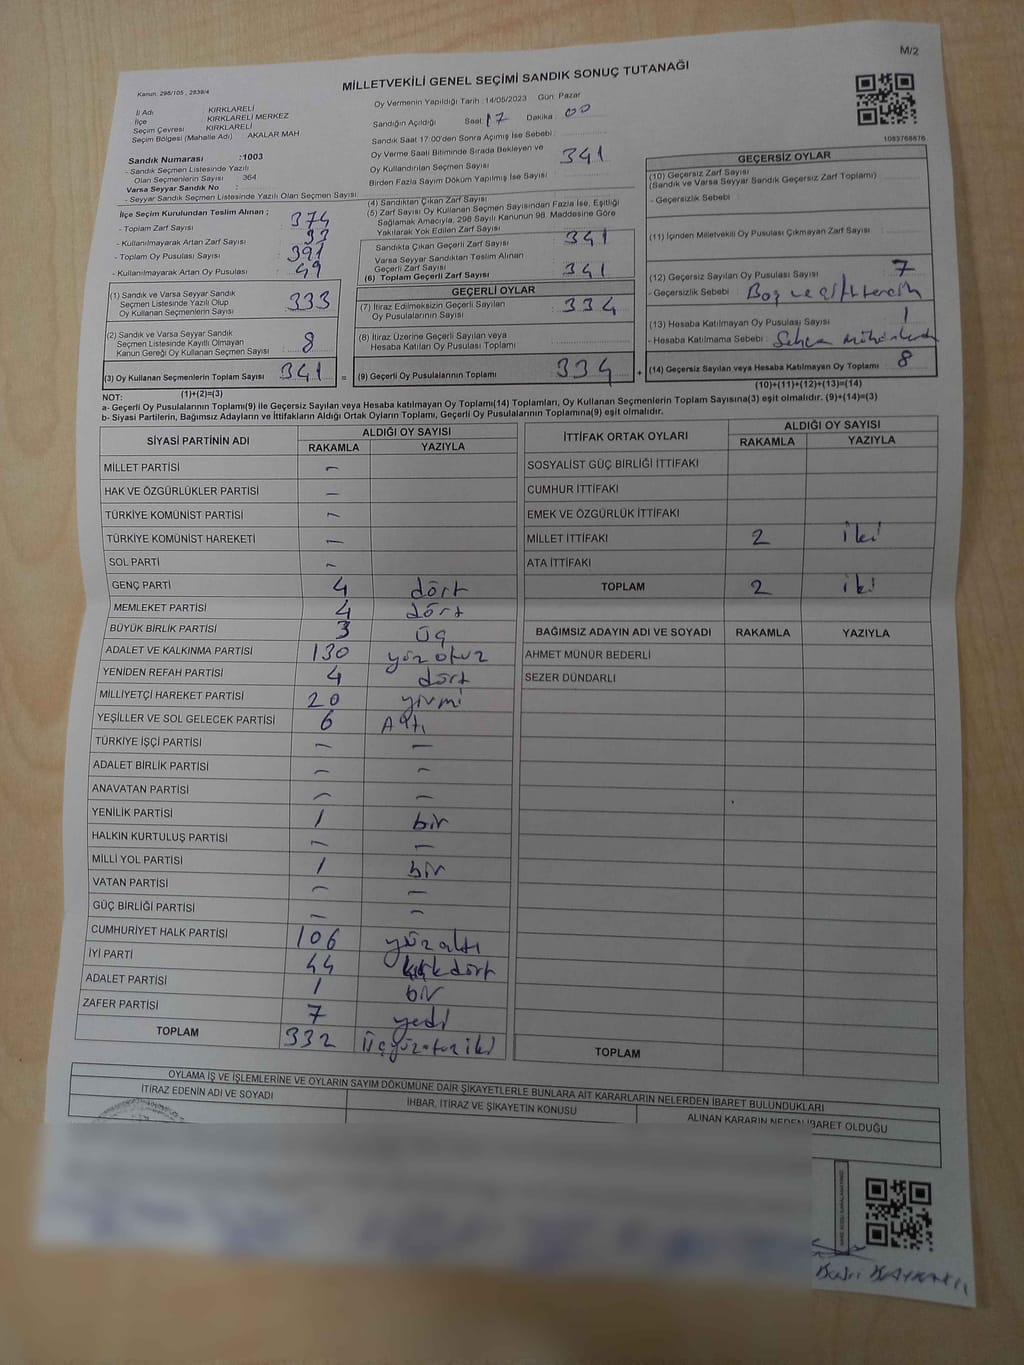 M/2
Kanun. 298/105 , 2839/4
MİLLETVEKİLİ GENEL SEÇİMİ SANDIK SONUÇ TUTANAĞI
İl Adı KIRKLARELİ
İlçe KIRKLARELİ MERKEZ
Seçim Çevresi KIRKLARELİ
Seçim Bölgesi (Mahalle Adı) AKALAR MAH
Oy Vermenin Yapıldığı Tarih :14/05/2023 Gün: Pazar
Sandığın Açıldığı Saat: 17 Dakika : 00
Sandık Saat 17.00'den Sonra Açımış İse Sebebi :
Oy Verme Saati Bitiminde Sırada Bekleyen ve
Oy Kullandırılan Seçmen Sayısı 341
Birden Fazla Sayım Döküm Yapılmış İse Sayısı :
1083768876
Sandık Numarası :1003
- Sandık Seçmen Listesinde Yazılı
Olan Seçmenlerin Sayısı 364
Varsa Seyyar Sandık No :
- Seyyar Seçmen Listesinde Yazılı Olan Seçmen Sayısı :
İlçe Seçim Kurulundan Teslim Alınan ;
- Toplam Zarf Sayısı : 374
- Kullanılmayarak Artan Zarf Sayısı : 33
- Toplam Oy Pusulası Sayısı : 391
- Kullanılmayarak Artan Oy Pusulası : 49
(4) Sandıktan Çıkan Zarf Sayısı
(5) Zarf Sayısı Oy Kullanan Seçmen Sayısından Fazla İse, Eşitliği
Sağlamak Amacıyla, 298 Sayılı Kanunun 98. Maddesine Göre
Yakılarak Yok Edilen Zarf Sayısı
Sandıkta Çıkan Geçerli Zarf Sayısı 341
Varsa Seyyar Sandıktan Teslim Alınan
Geçerli Zarf Sayısı
(6) Toplam Geçerli Zarf Sayısı 341
GEÇERSİZ OYLAR
(10) Geçersiz Zarf Sayısı
(Sandık ve Varsa Seyyar Sandık Geçersiz Zarf Toplamı)
- Geçersizlik Sebebi :
(11) İçinden Milletvekili Oy Pusulası Çıkmayan Zarf Sayısı :
(12) Geçersiz Sayılan Oy Pusulası Sayısı : 7
- Geçersizlik Sebebi : Boş ve
(13) Hesaba Katılmayan Oy Pusulası Sayısı : 1
- Hesaba Katılmama Sebebi :
(14) Geçersiz Sayılan veya Hesaba Katılmayan Oy Toplamı 8
(10)+(11)+(12)+(13)=(14)
(1) Sandık ve Varsa Seyyar Sandık
Seçmen Listesinde Yazılı Olup
Oy Kullanan Seçmenlerin Sayısı 333
(2) Sandık ve Varsa Seyyar Sandık
Seçmen Listesinde Kayıtlı Olmayan
Kanun Gereği Oy Kullanan Seçmen Sayısı 8
(3) Oy Kullanan Seçmenlerin Toplam Sayısı 341 =
(1)+(2)=(3)
GEÇERLİ OYLAR
(7) İtiraz Edilmeksizin Geçerli Sayılan
Oy Pusulalarının Sayısı 334
(8) İtiraz Üzerine Geçerli Sayılan veya
Hesaba Katılan Oy Pusulası Toplamı
(9) Geçerli Oy Pusulalarının Toplamı 334 +
NOT:
a- Geçerli Oy Pusulalarının Toplamı(9) ile Geçersiz Sayılan veya Hesaba Katılmayan Oy Toplamı(14) Toplamları, Oy Kullanan Seçmenlerin Toplam Sayısına(3) eşit olmalıdır. (9)+(14)=(3)
b- Siyasi Partilerin, Bağımsız Adayların ve İttifakların Aldığı Ortak Oyların Toplamı, Geçerli Oy Pusulalarının Toplamına(9) eşit olmalıdır.
SİYASİ PARTİNİN ADI ALDIĞI OY SAYISI
RAKAMLA YAZIYLA
MİLLET PARTİSİ –
HAK VE ÖZGÜRLÜKLER PARTİSİ –
TÜRKİYE KOMÜNİST PARTİSİ –
TÜRKİYE KOMÜNİST HAREKETİ –
SOL PARTİ –
GENÇ PARTİ 4 dört
MEMLEKET PARTİSİ 4 dört
BÜYÜK BİRLİK PARTİSİ 3 üç
ADALET VE KALKINMA PARTİSİ 130 yüz otuz
YENİDEN REFAH PARTİSİ 4 dört
MİLLİYETÇİ HAREKET PARTİSİ 20 yirmi
YEŞİLLER VE SOL GELECEK PARTİSİ 6 Altı
TÜRKİYE İŞÇİ PARTİSİ – –
ADALET BİRLİK PARTİSİ – –
ANAVATAN PARTİSİ – –
YENİLİK PARTİSİ 1 bir
HALKIN KURTULUŞ PARTİSİ – –
MİLLİ YOL PARTİSİ 1 bir
VATAN PARTİSİ – –
GÜÇ BİRLİĞİ PARTİSİ – –
CUMHURİYET HALK PARTİSİ 106 yüz altı
İYİ PARTİ 44 kırkdört
ADALET PARTİSİ 1 bir
ZAFER PARTİSİ 7 yedi
TOPLAM 332 Üçyüzotuz iki
İTTİFAK ORTAK OYLARI ALDIĞI OY SAYISI
RAKAMLA YAZIYLA
SOSYALİST GÜÇ BİRLİĞİ İTTİFAKI
CUMHUR İTTİFAKI
EMEK VE ÖZGÜRLÜK İTTİFAKI
MİLLET İTTİFAKI 2 iki
ATA İTTİFAKI
TOPLAM 2 iki
BAĞIMSIZ ADAYIN ADI VE SOYADI RAKAMLA YAZIYLA
AHMET MÜNÜR BEDERLİ
SEZER DÜNDARLI
TOPLAM
OYLAMA İŞ VE İŞLEMLERİNE VE OYLARIN SAYIM DÖKÜMÜNE DAİR ŞİKAYETLERLE BUNLARA AİT KARARLARIN NELERDEN İBARET BULUNDUKLARI
İTİRAZ EDENİN ADI VE SOYADI İHBAR, İTİRAZ VE ŞİKAYETİN KONUSU ALINAN KARARIN NEDEN İBARET OLDUĞU